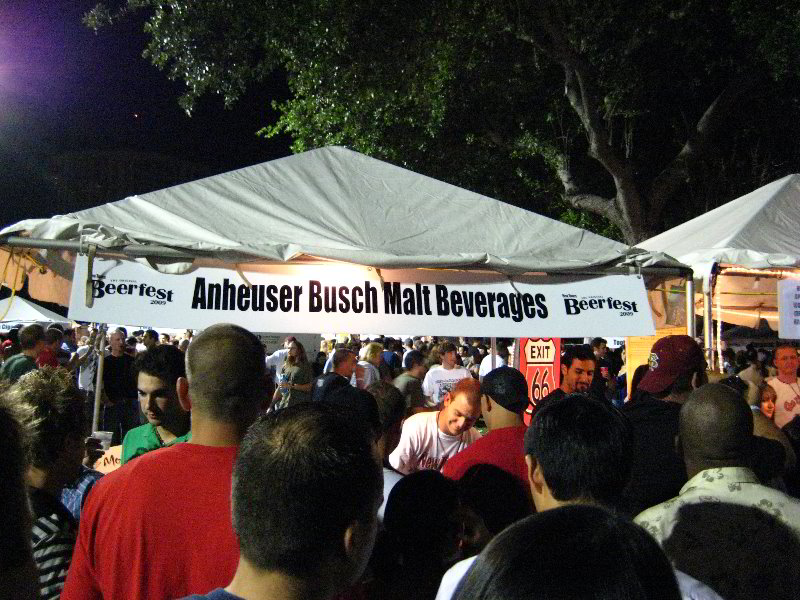 Beerfest
2009
Anheuser Busch Malt Beverages
Beerfest
2009
EXIT
66